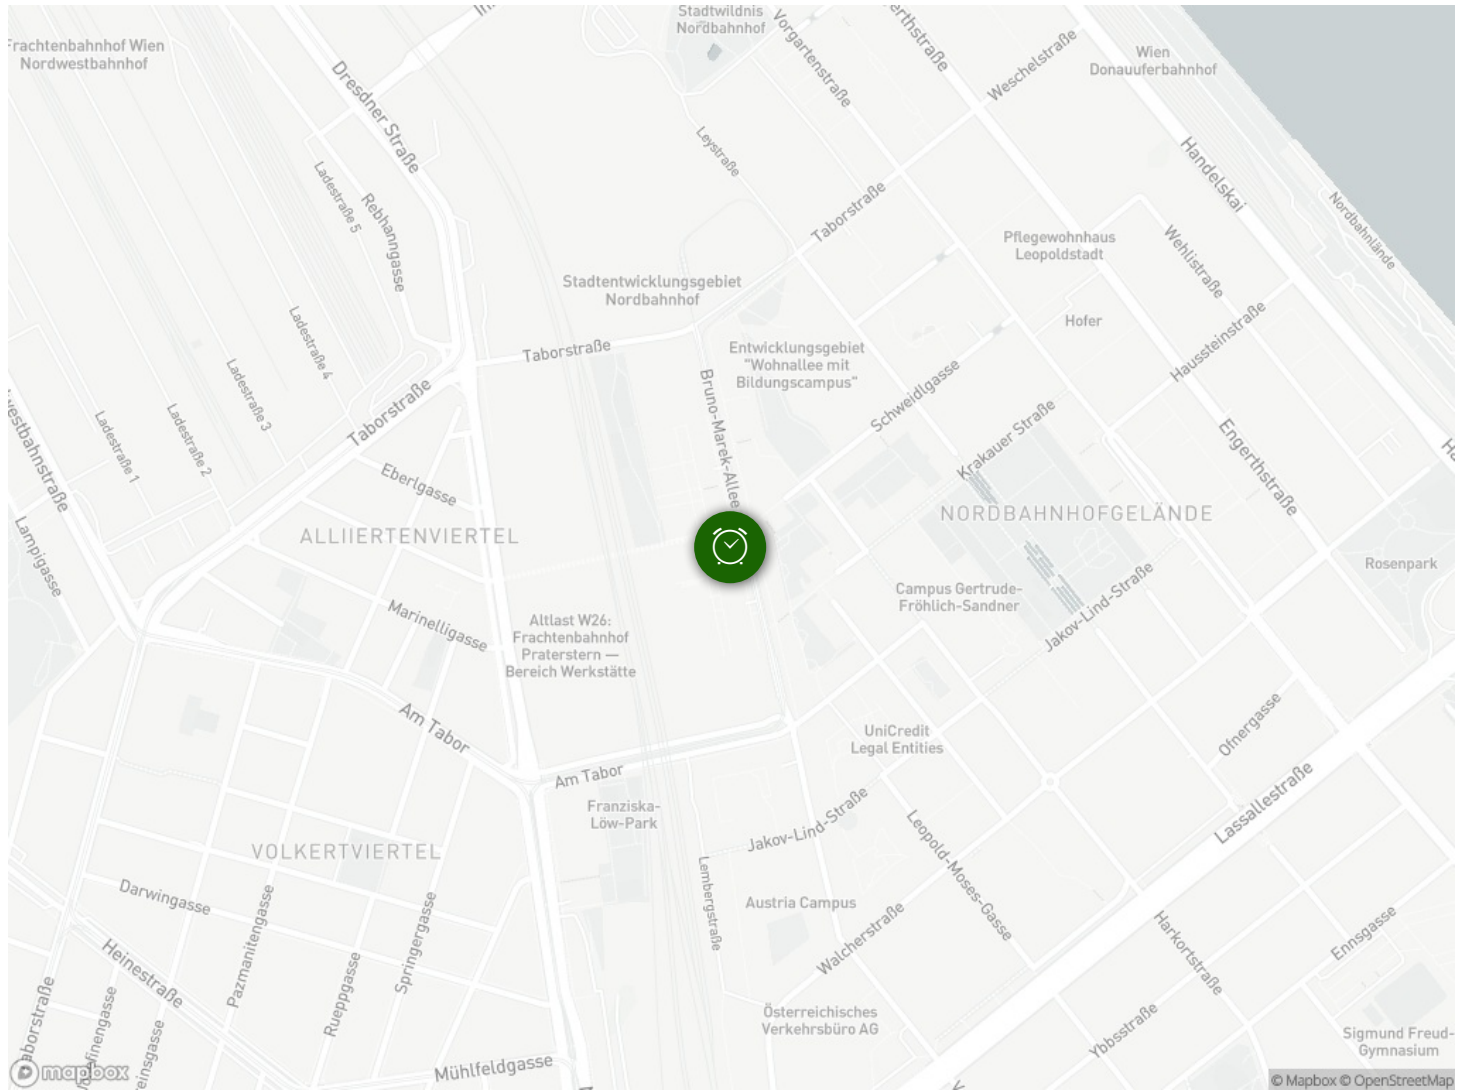 Stadtwildnis
Nordbahnhof
Frachtenbahnhof Wien
Nordwestbahnhof
Wien
Donauuferbahnhof
Dresdner Straße
Vorgartenstraße
Weschelstraße
Leystraße
Handelskai
Nordbahnlände
Ladestraße 5
Rebhanngasse
Taborstraße
Pflegewohnhaus
Leopoldstadt
Wehlistraße
Stadtentwicklungsgebiet
Nordbahnhof
Ladestraße 4
Hofer
Haussteinstraße
Taborstraße
Entwicklungsgebiet
"Wohnallee mit
Bildungscampus"
Ladestraße 3
Taborstraße
Bruno-Marek-Allee
Schweidlgasse
Krakauer Straße
Ladestraße 1
Ladestraße 2
Eberlgasse
Engerthstraße
ALLIIERTENVIERTEL
NORDBAHNHOFGELÄNDE
Lampigasse
Rosenpark
Campus Gertrude-
Fröhlich-Sandner
Jakov-Lind-Straße
Marinelligasse
Altlast W26:
Frachtenbahnhof
Praterstern —
Bereich Werkstätte
Am Tabor
UniCredit
Legal Entities
Ofnergasse
Am Tabor
Franziska-
Löw-Park
Jakov-Lind-Straße
Leopold-Moses-Gasse
Lassallestraße
VOLKERTVIERTEL
Darwingasse
Lembergstraße
Austria Campus
Walcherstraße
Pazmanitengasse
Springergasse
Heinestraße
Rueppgasse
Harkortstraße
Ennsgasse
Österreichisches
Verkehrsbüro AG
Ybbsstraße
Sigmund Freud-
Gymnasium
Mühlfeldgasse
mapbox
© Mapbox © OpenStreetMap